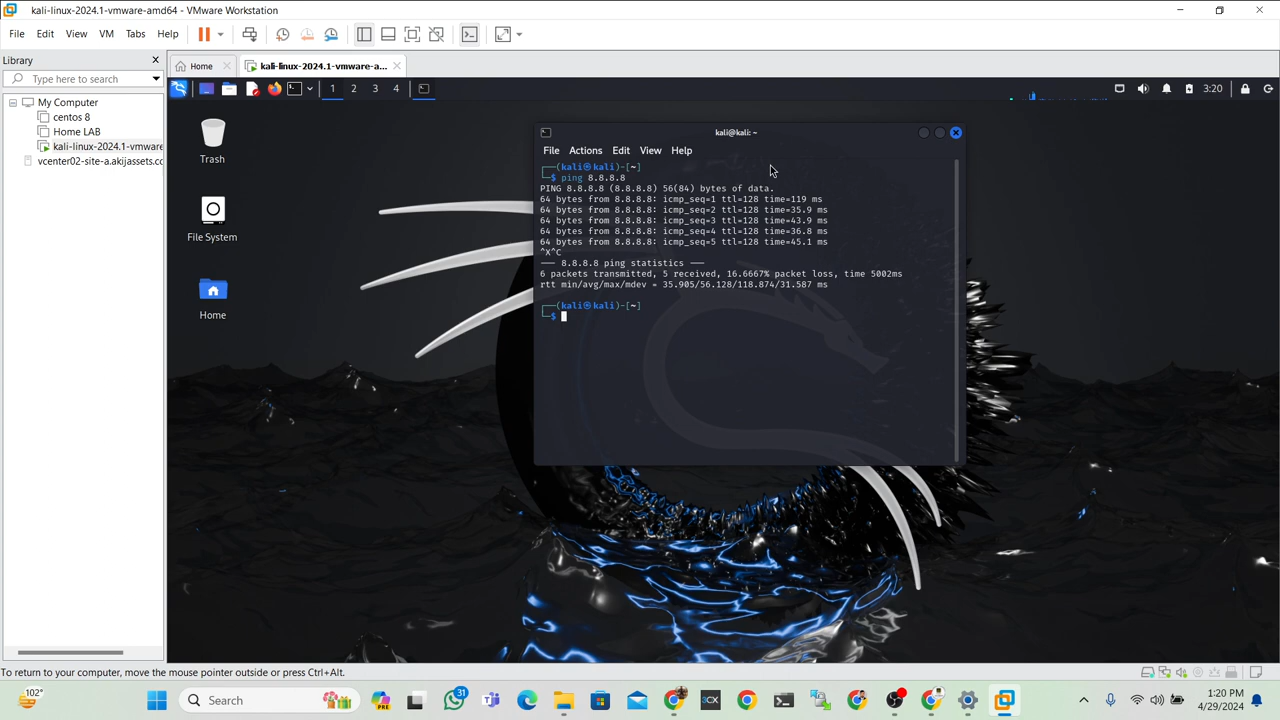 kali-linux-2024.1-vmware-amd64 - VMware Workstation
File Edit View VM Tabs Help
Library
Type here to search
My Computer
centos 8
Home LAB
kali-linux-2024.1-vmware
vcenter02-site-a.akijassets.cc
Home
kali-linux-2024.1-vmware-a...
1 2 3 4
3:20
Trash
File System
Home
kali@kali: ~
File Actions Edit View Help
┌──(kali㉿kali)-[~]
└─$ ping 8.8.8.8
PING 8.8.8.8 (8.8.8.8) 56(84) bytes of data.
64 bytes from 8.8.8.8: icmp_seq=1 ttl=128 time=119 ms
64 bytes from 8.8.8.8: icmp_seq=2 ttl=128 time=35.9 ms
64 bytes from 8.8.8.8: icmp_seq=3 ttl=128 time=43.9 ms
64 bytes from 8.8.8.8: icmp_seq=4 ttl=128 time=36.8 ms
64 bytes from 8.8.8.8: icmp_seq=5 ttl=128 time=45.1 ms
^X^C
--- 8.8.8.8 ping statistics ---
6 packets transmitted, 5 received, 16.6667% packet loss, time 5002ms
rtt min/avg/max/mdev = 35.905/56.128/118.874/31.587 ms
┌──(kali㉿kali)-[~]
└─$
To return to your computer, move the mouse pointer outside or press Ctrl+Alt.
102°
Search
PRE
31
3CX
1:20 PM
4/29/2024